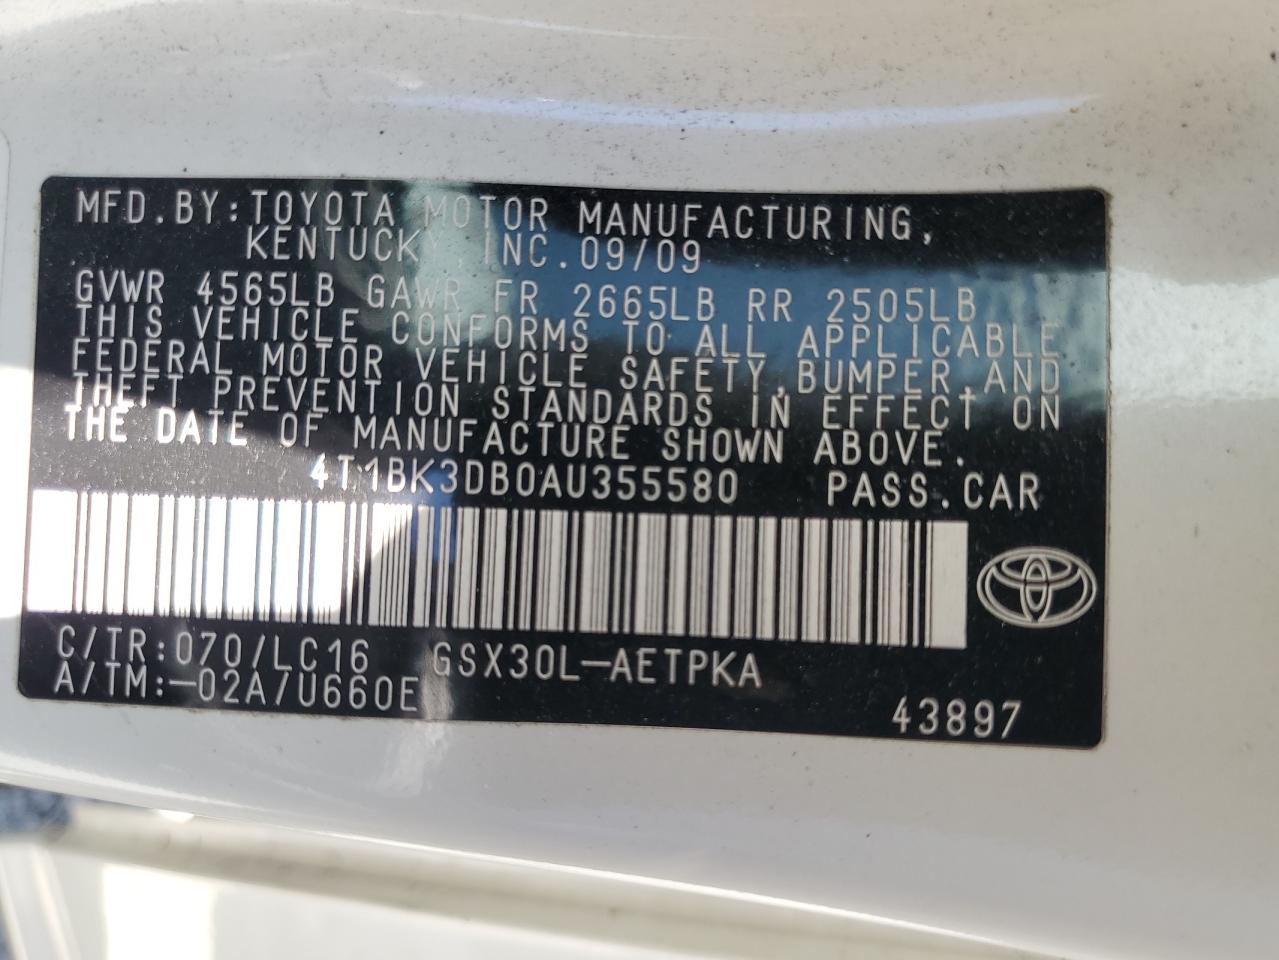 MFD.BY:TOYOTA MOTOR MANUFACTURING,
KENTUCKY, INC.09/09
GVWR 4565LB GAWR FR 2665LB RR 2505LB
THIS VEHICLE CONFORMS TO ALL APPLICABLE
FEDERAL MOTOR VEHICLE SAFETY,BUMPER,AND
THEFT PREVENTION STANDARDS IN EFFECT ON
THE DATE OF MANUFACTURE SHOWN ABOVE.
4T1BK3DB0AU355580 PASS.CAR
C/TR:070/LC16 GSX30L-AETPKA
A/TM:-02A/U660E
43897